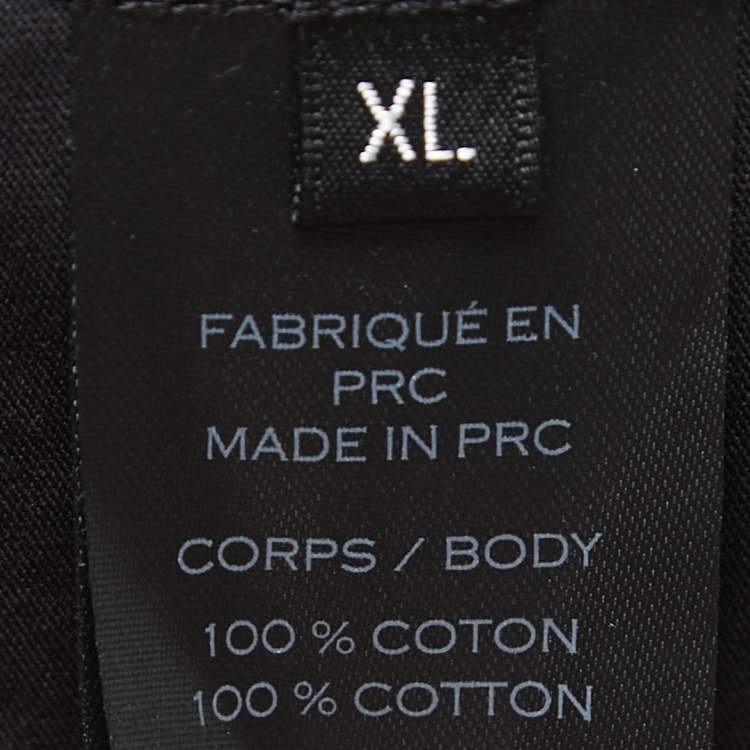 XL
FABRIQUÉ EN
PRC
MADE IN PRC
CORPS / BODY
100 % COTON
100 % COTTON